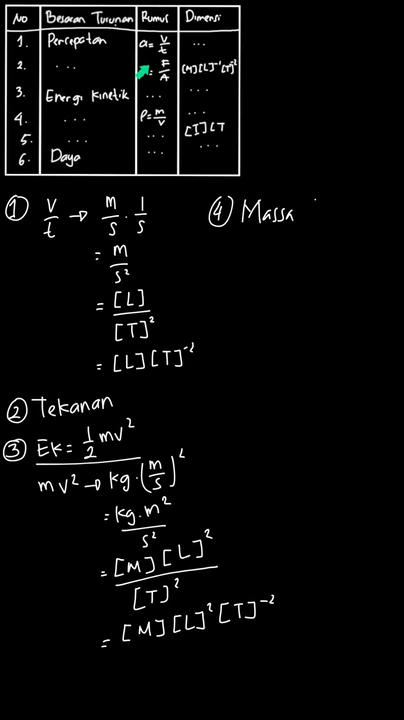 No Besaran Turunan Rumus Dimensi
1. Percepatan a = v/t ...
2. ... = F/A [M][L]⁻¹[T]²
3. Energi Kinetik ... ...
4. ... ρ = m/v ...
5. ... ... [I][T
6. Daya ... ...
① v/t → m/s · 1/s
= m/s²
= [L]/[T]²
= [L][T]⁻²
② Tekanan
③ EK = 1/2 mv²
mv² → kg · (m/s)²
= kg · m²/s²
= [M][L]²/[T]²
= [M][L]²[T]⁻²
④ Massa